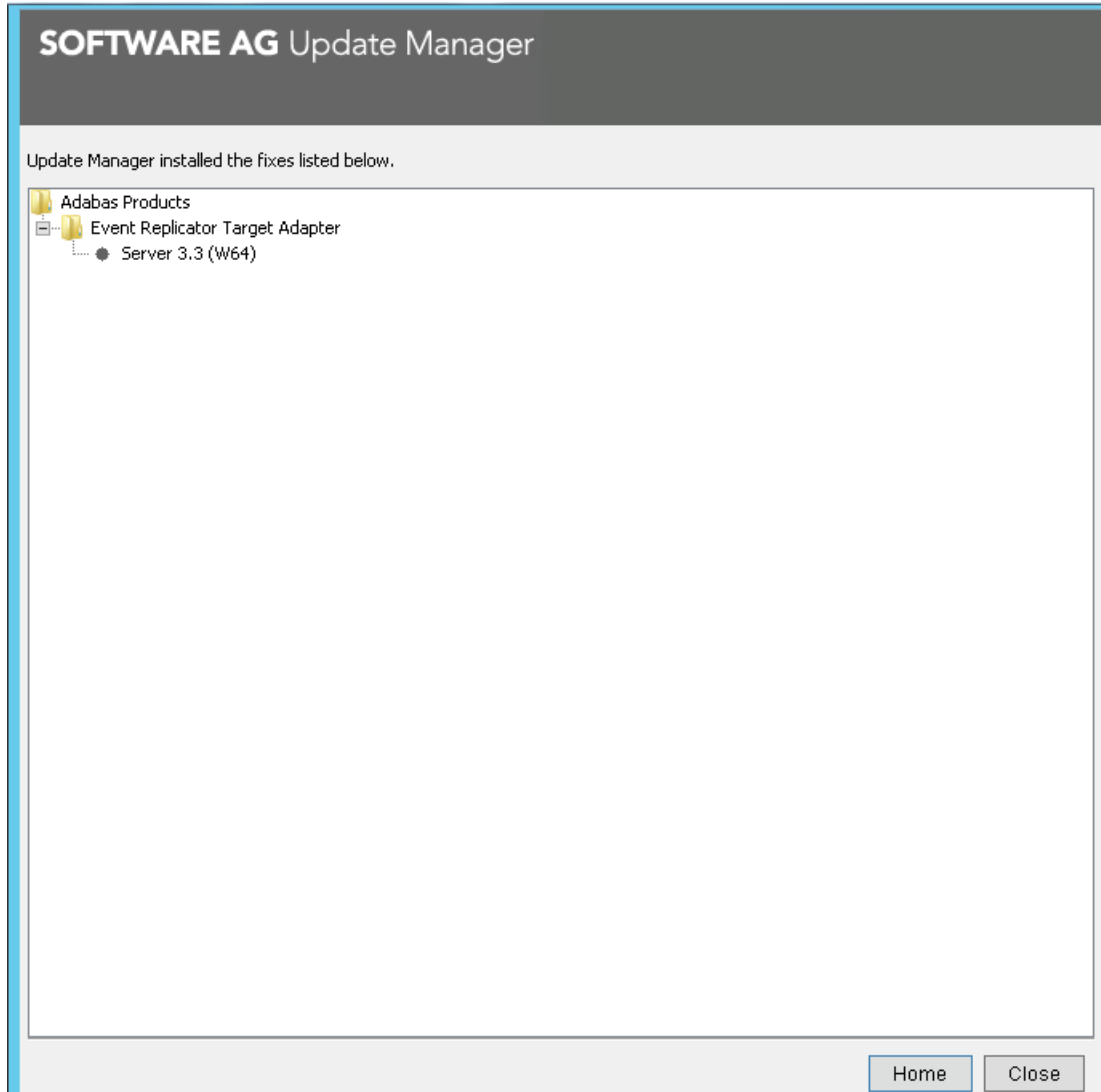 SOFTWARE AG Update Manager
Update Manager installed the fixes listed below.
Adabas Products
Event Replicator Target Adapter
Server 3.3 (W64)
Home Close